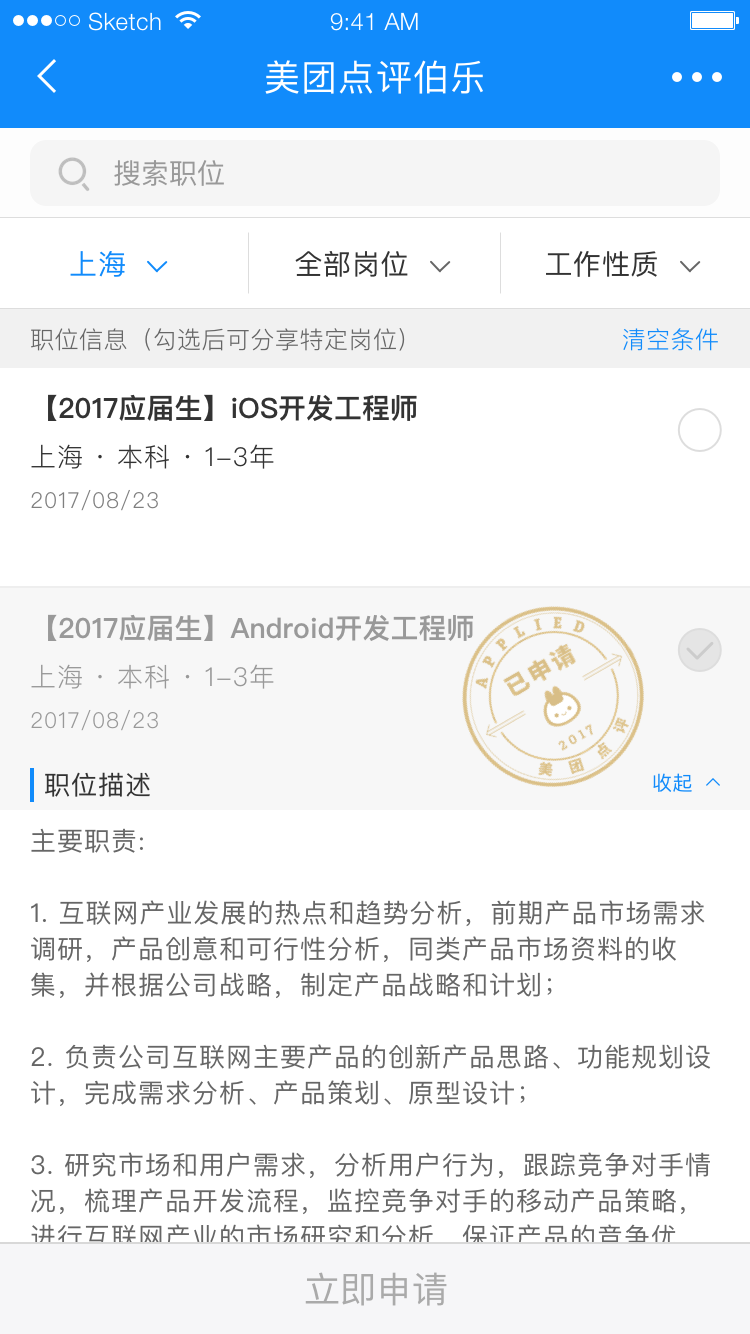 Sketch 9:41 AM
美团点评伯乐
搜索职位
上海 全部岗位 工作性质
职位信息（勾选后可分享特定岗位） 清空条件
【2017应届生】iOS开发工程师
上海 · 本科 · 1-3年
2017/08/23
【2017应届生】Android开发工程师
上海 · 本科 · 1-3年
2017/08/23
APPLIED
已申请
2017
美团点评
职位描述 收起
主要职责:
1. 互联网产业发展的热点和趋势分析，前期产品市场需求
调研，产品创意和可行性分析，同类产品市场资料的收
集，并根据公司战略，制定产品战略和计划；
2. 负责公司互联网主要产品的创新产品思路、功能规划设
计，完成需求分析、产品策划、原型设计；
3. 研究市场和用户需求，分析用户行为，跟踪竞争对手情
况，梳理产品开发流程，监控竞争对手的移动产品策略，
进行互联网产业的市场研究和分析，保证产品的竞争优
立即申请